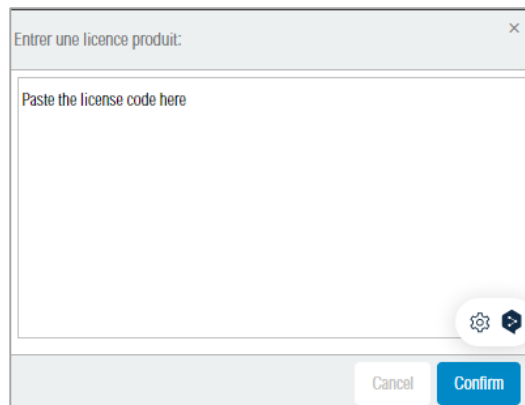 Entrer une licence produit:
Paste the license code here
Cancel
Confirm